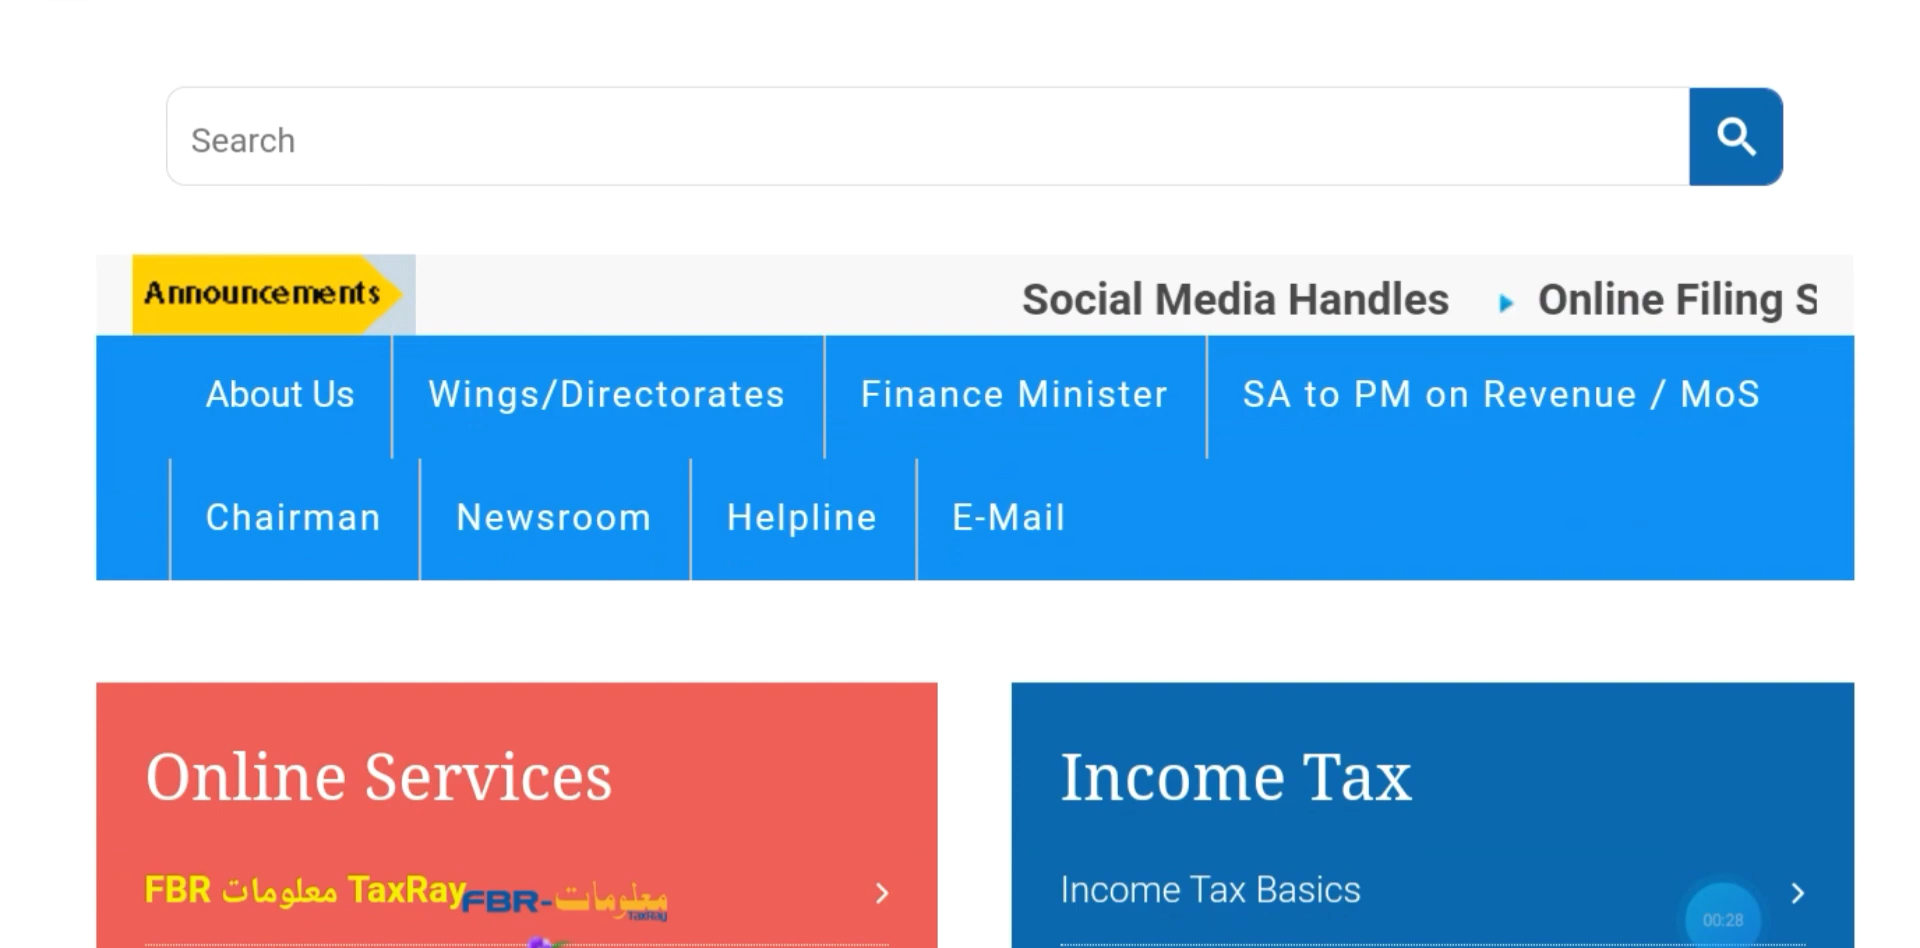 Search
Announcements
Social Media Handles
Online Filing S
About Us
Wings/Directorates
Finance Minister
SA to PM on Revenue / MoS
Chairman
Newsroom
Helpline
E-Mail
Online Services
FBR معلومات TaxRay
FBR-معلومات
TaxRay
Income Tax
Income Tax Basics
00:28